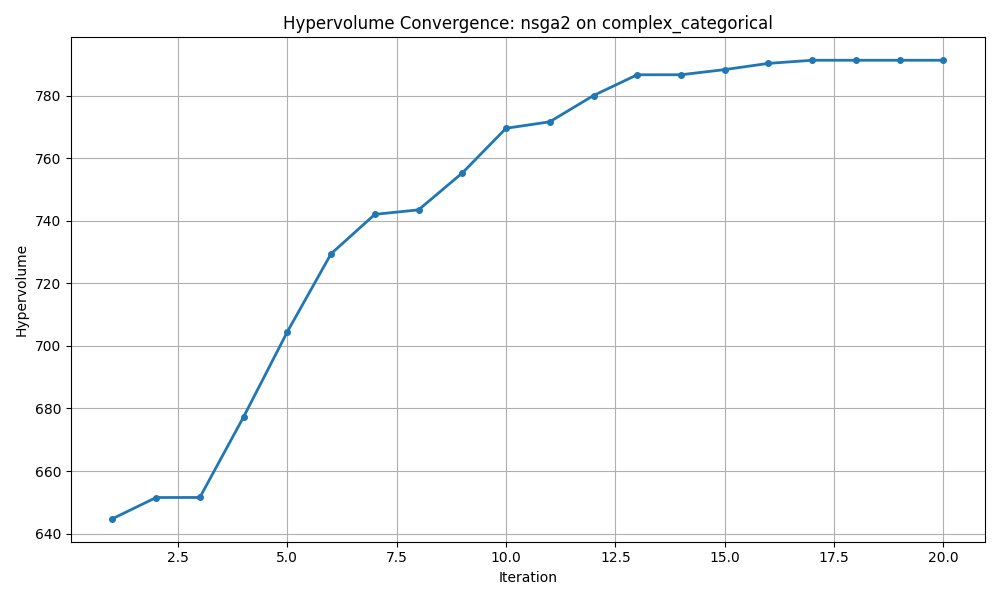 Hypervolume Convergence: nsga2 on complex_categorical
Hypervolume
780
760
740
720
700
680
660
640
2.5 5.0 7.5 10.0 12.5 15.0 17.5 20.0
Iteration